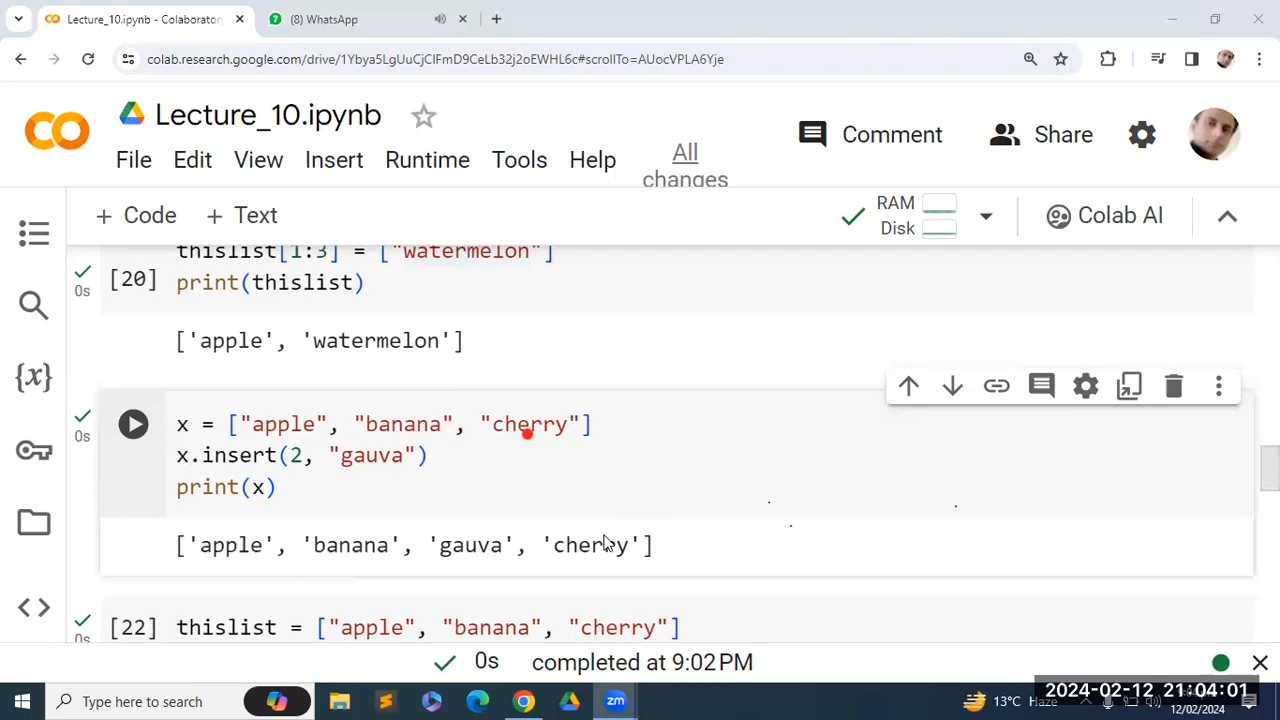 Lecture_10.ipynb - Colaborator
(8) WhatsApp
colab.research.google.com/drive/1Ybya5LgUuCjCIFmD9CeLb32j2oEWHL6c#scrollTo=AUocVPLA6Yje
CO
Lecture_10.ipynb
Comment
Share
File Edit View Insert Runtime Tools Help
All changes
+ Code + Text
RAM
Disk
Colab AI
thislist[1:3] = ["watermelon"]
[20] print(thislist)
0s
['apple', 'watermelon']
x = ["apple", "banana", "cherry"]
0s
x.insert(2, "gauva")
print(x)
['apple', 'banana', 'gauva', 'cherry']
[22] thislist = ["apple", "banana", "cherry"]
0s
0s completed at 9:02 PM
Type here to search
13°C Haze
2024-02-12 21:04:01
12/02/2024